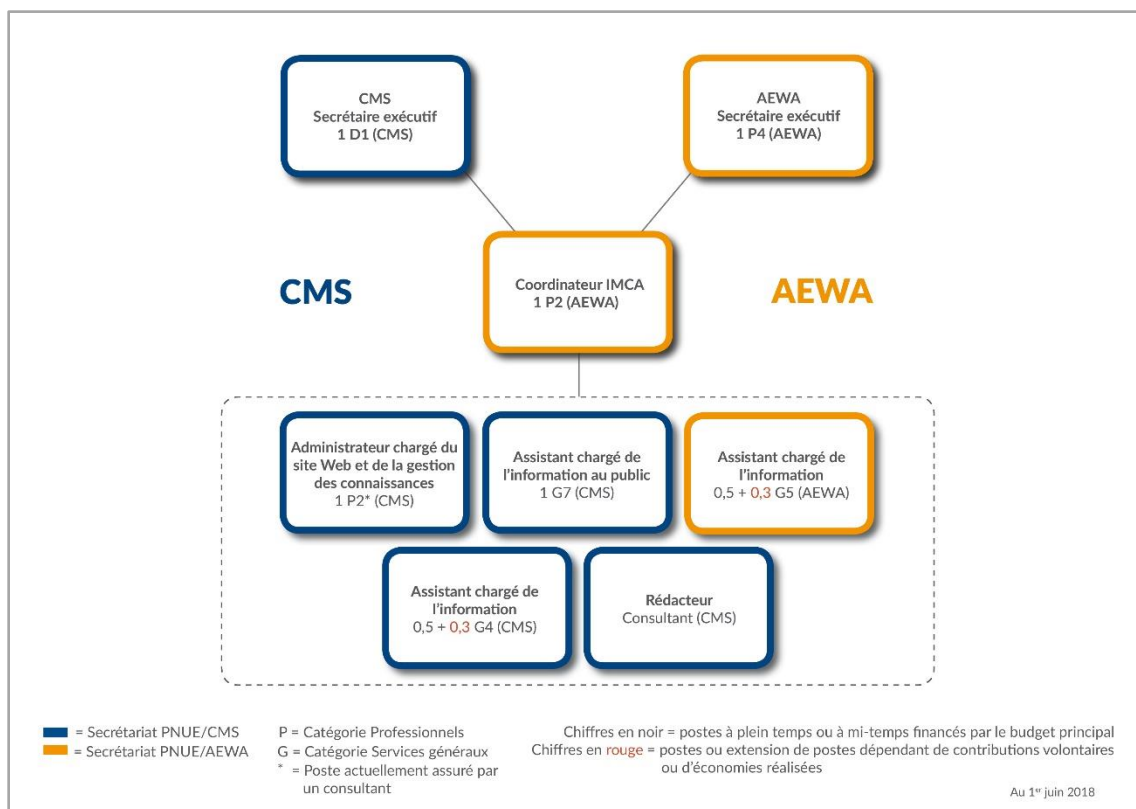 CMS
Secrétaire exécutif
1 D1 (CMS)
AEWA
Secrétaire exécutif
1 P4 (AEWA)
Coordinateur IMCA
1 P2 (AEWA)
CMS
AEWA
Administrateur chargé du
site Web et de la gestion
des connaissances
1 P2* (CMS)
Assistant chargé de
l’information au public
1 G7 (CMS)
Assistant chargé de
l’information
0,5 + 0,3 G5 (AEWA)
Assistant chargé de
l’information
0,5 + 0,3 G4 (CMS)
Rédacteur
Consultant (CMS)
= Secrétariat PNUE/CMS
= Secrétariat PNUE/AEWA
P = Catégorie Professionnels
G = Catégorie Services généraux
* = Poste actuellement assuré par
un consultant
Chiffres en noir = postes à plein temps ou à mi-temps financés par le budget principal
Chiffres en rouge = postes ou extension de postes dépendant de contributions volontaires
ou d’économies réalisées
Au 1er juin 2018